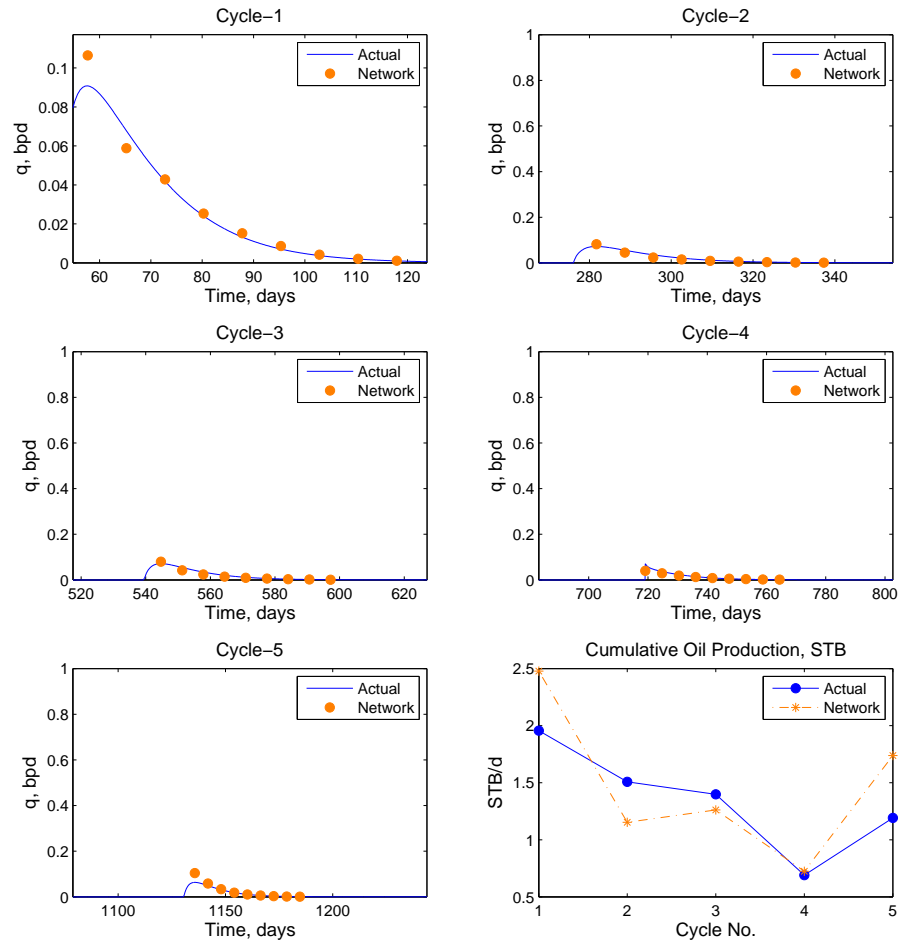 Cycle−1
Actual
Network
q, bpd
0.1
0.08
0.06
0.04
0.02
0
60 70 80 90 100 110 120
Time, days
Cycle−2
Actual
Network
q, bpd
1
0.8
0.6
0.4
0.2
0
280 300 320 340
Time, days
Cycle−3
Actual
Network
q, bpd
1
0.8
0.6
0.4
0.2
0
520 540 560 580 600 620
Time, days
Cycle−4
Actual
Network
q, bpd
1
0.8
0.6
0.4
0.2
0
700 720 740 760 780 800
Time, days
Cycle−5
Actual
Network
q, bpd
1
0.8
0.6
0.4
0.2
0
1100 1150 1200
Time, days
Cumulative Oil Production, STB
Actual
Network
STB/d
2.5
2
1.5
1
0.5
1 2 3 4 5
Cycle No.